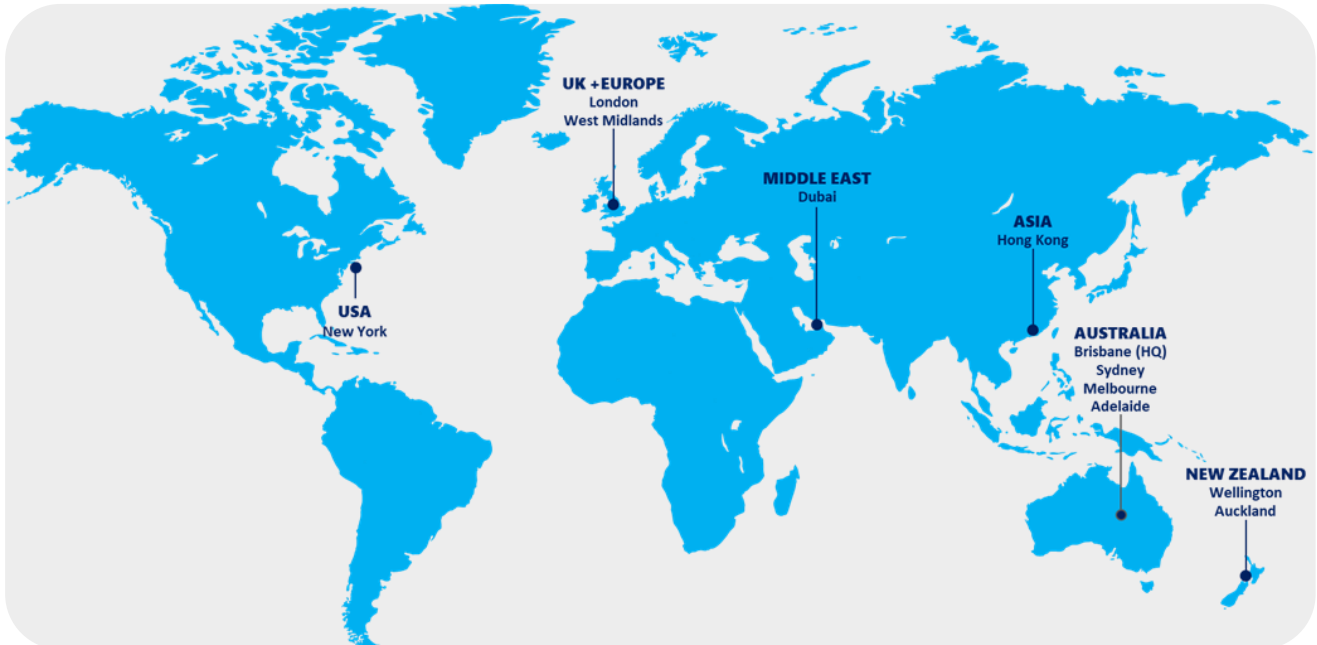 UK +EUROPE
London
West Midlands
MIDDLE EAST
Dubai
ASIA
Hong Kong
USA
New York
AUSTRALIA
Brisbane (HQ)
Sydney
Melbourne
Adelaide
NEW ZEALAND
Wellington
Auckland